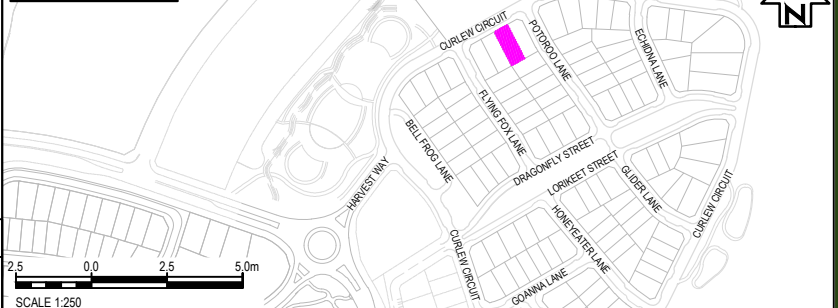 N
CURLEW CIRCUIT
POTOROO LANE
ECHIDNA LANE
FLYING FOX LANE
BELL FROG LANE
DRAGONFLY STREET
LORIKEET STREET
HARVEST WAY
GLIDER LANE
CURLEW CIRCUIT
HONEYEATER LANE
CURLEW CIRCUIT
GOANNA LANE
2.5 0.0 2.5 5.0m
SCALE 1:250